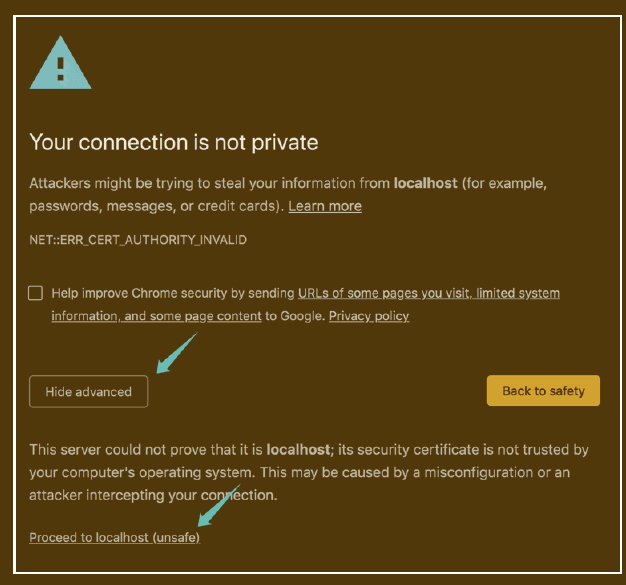 Your connection is not private
Attackers might be trying to steal your information from localhost (for example,
passwords, messages, or credit cards). Learn more
NET::ERR_CERT_AUTHORITY_INVALID
Help improve Chrome security by sending URLs of some pages you visit, limited system
information, and some page content to Google. Privacy policy
Hide advanced
Back to safety
This server could not prove that it is localhost; its security certificate is not trusted by
your computer's operating system. This may be caused by a misconfiguration or an
attacker intercepting your connection.
Proceed to localhost (unsafe)